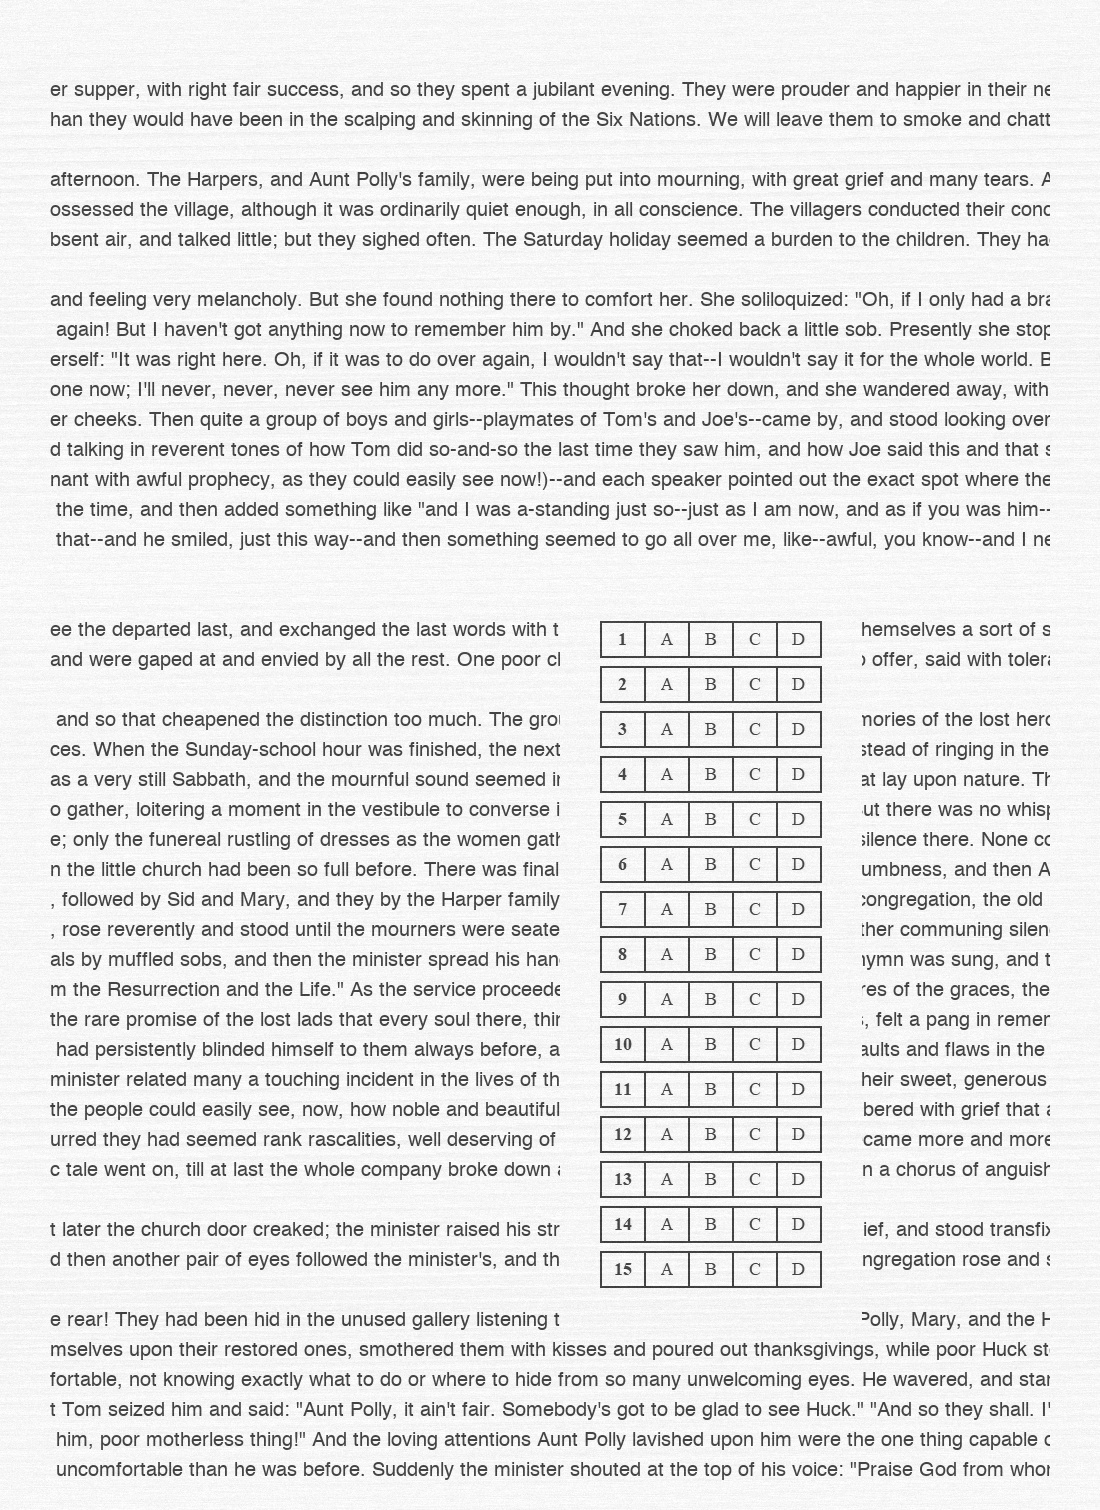 er supper, with right fair success, and so they spent a jubilant evening. They were prouder and happier in their
han they would have been in the scalping and skinning of the Six Nations. We will leave them to smoke and
afternoon. The Harpers, and Aunt Polly's family, were being put into mourning, with great grief and many tears.
ossessed the village, although it was ordinarily quiet enough, in all conscience. The villagers conducted their
bsent air, and talked little; but they sighed often. The Saturday holiday seemed a burden to the children. They
and feeling very melancholy. But she found nothing there to comfort her. She soliloquized: "Oh, if I only had a
again! But I haven't got anything now to remember him by." And she choked back a little sob. Presently she stop
erself: "It was right here. Oh, if it was to do over again, I wouldn't say that--I wouldn't say it for the whole world.
one now; I'll never, never, never see him any more." This thought broke her down, and she wandered away, with
er cheeks. Then quite a group of boys and girls--playmates of Tom's and Joe's--came by, and stood looking over
d talking in reverent tones of how Tom did so-and-so the last time they saw him, and how Joe said this and that
nant with awful prophecy, as they could easily see now!)--and each speaker pointed out the exact spot where the
the time, and then added something like "and I was a-standing just so--just as I am now, and as if you was him--
that--and he smiled, just this way--and then something seemed to go all over me, like--awful, you know--and I
ee the departed last, and exchanged the last words with t hemselves a sort of
and were gaped at and envied by all the rest. One poor offer, said with
and so that cheapened the distinction too much. The mories of the lost
ces. When the Sunday-school hour was finished, the next stead of ringing in the
as a very still Sabbath, and the mournful sound seemed at lay upon nature.
o gather, loitering a moment in the vestibule to converse ut there was no
e; only the funereal rustling of dresses as the women silence there. None
n the little church had been so full before. There was final umbness, and then
, followed by Sid and Mary, and they by the Harper family congregation, the old
, rose reverently and stood until the mourners were seate ther communing
als by muffled sobs, and then the minister spread his hymn was sung, and
m the Resurrection and the Life." As the service proceede res of the graces, the
the rare promise of the lost lads that every soul there, , felt a pang in
had persistently blinded himself to them always before, a aults and flaws in the
minister related many a touching incident in the lives of th heir sweet, generous
the people could easily see, now, how noble and beautiful bered with grief that
urred they had seemed rank rascalities, well deserving of came more and more
c tale went on, till at last the whole company broke down n a chorus of
t later the church door creaked; the minister raised his ief, and stood
d then another pair of eyes followed the minister's, and th ngregation rose and
e rear! They had been hid in the unused gallery listening t Polly, Mary, and the
mselves upon their restored ones, smothered them with kisses and poured out thanksgivings, while poor Huck
fortable, not knowing exactly what to do or where to hide from so many unwelcoming eyes. He wavered, and
t Tom seized him and said: "Aunt Polly, it ain't fair. Somebody's got to be glad to see Huck." "And so they shall.
him, poor motherless thing!" And the loving attentions Aunt Polly lavished upon him were the one thing capable
uncomfortable than he was before. Suddenly the minister shouted at the top of his voice: "Praise God from
1 A B C D
2 A B C D
3 A B C D
4 A B C D
5 A B C D
6 A B C D
7 A B C D
8 A B C D
9 A B C D
10 A B C D
11 A B C D
12 A B C D
13 A B C D
14 A B C D
15 A B C D